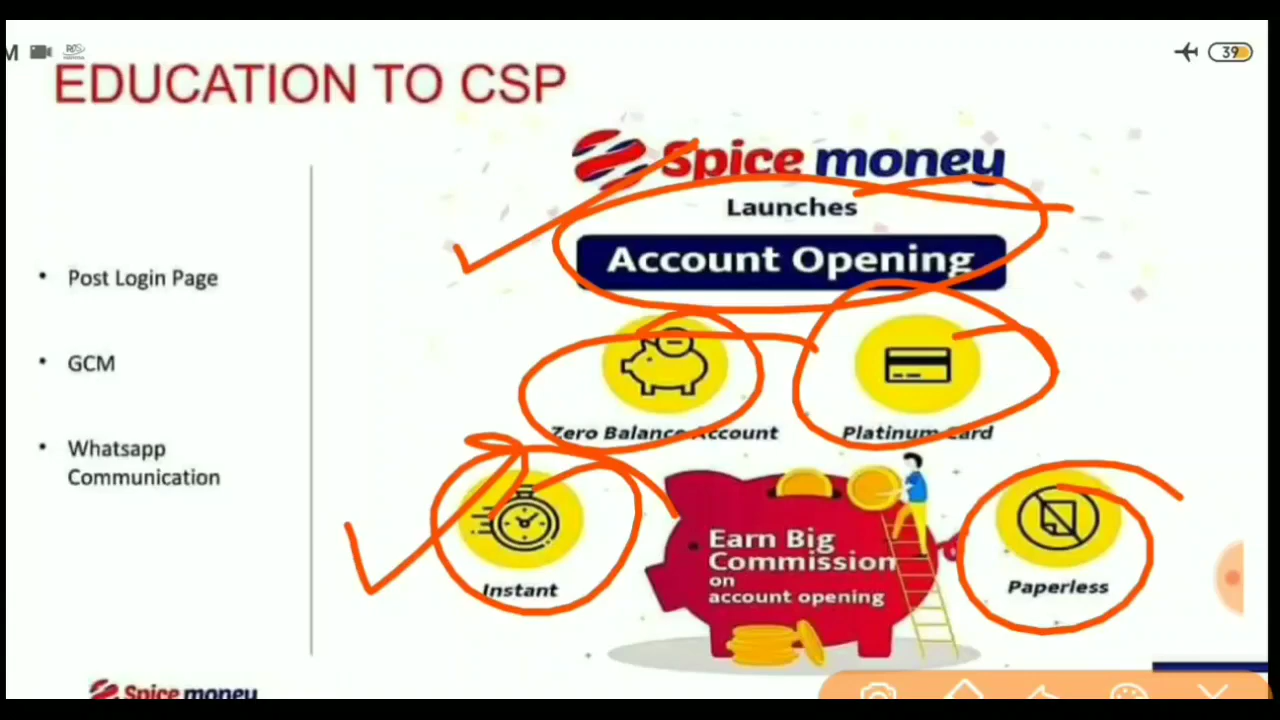 M
39
EDUCATION TO CSP
Spice money
Launches
Account Opening
• Post Login Page
• GCM
• Whatsapp
Communication
Zero Balance Account
Platinum Card
Instant
Earn Big
Commission
on
account opening
Paperless
Spice money